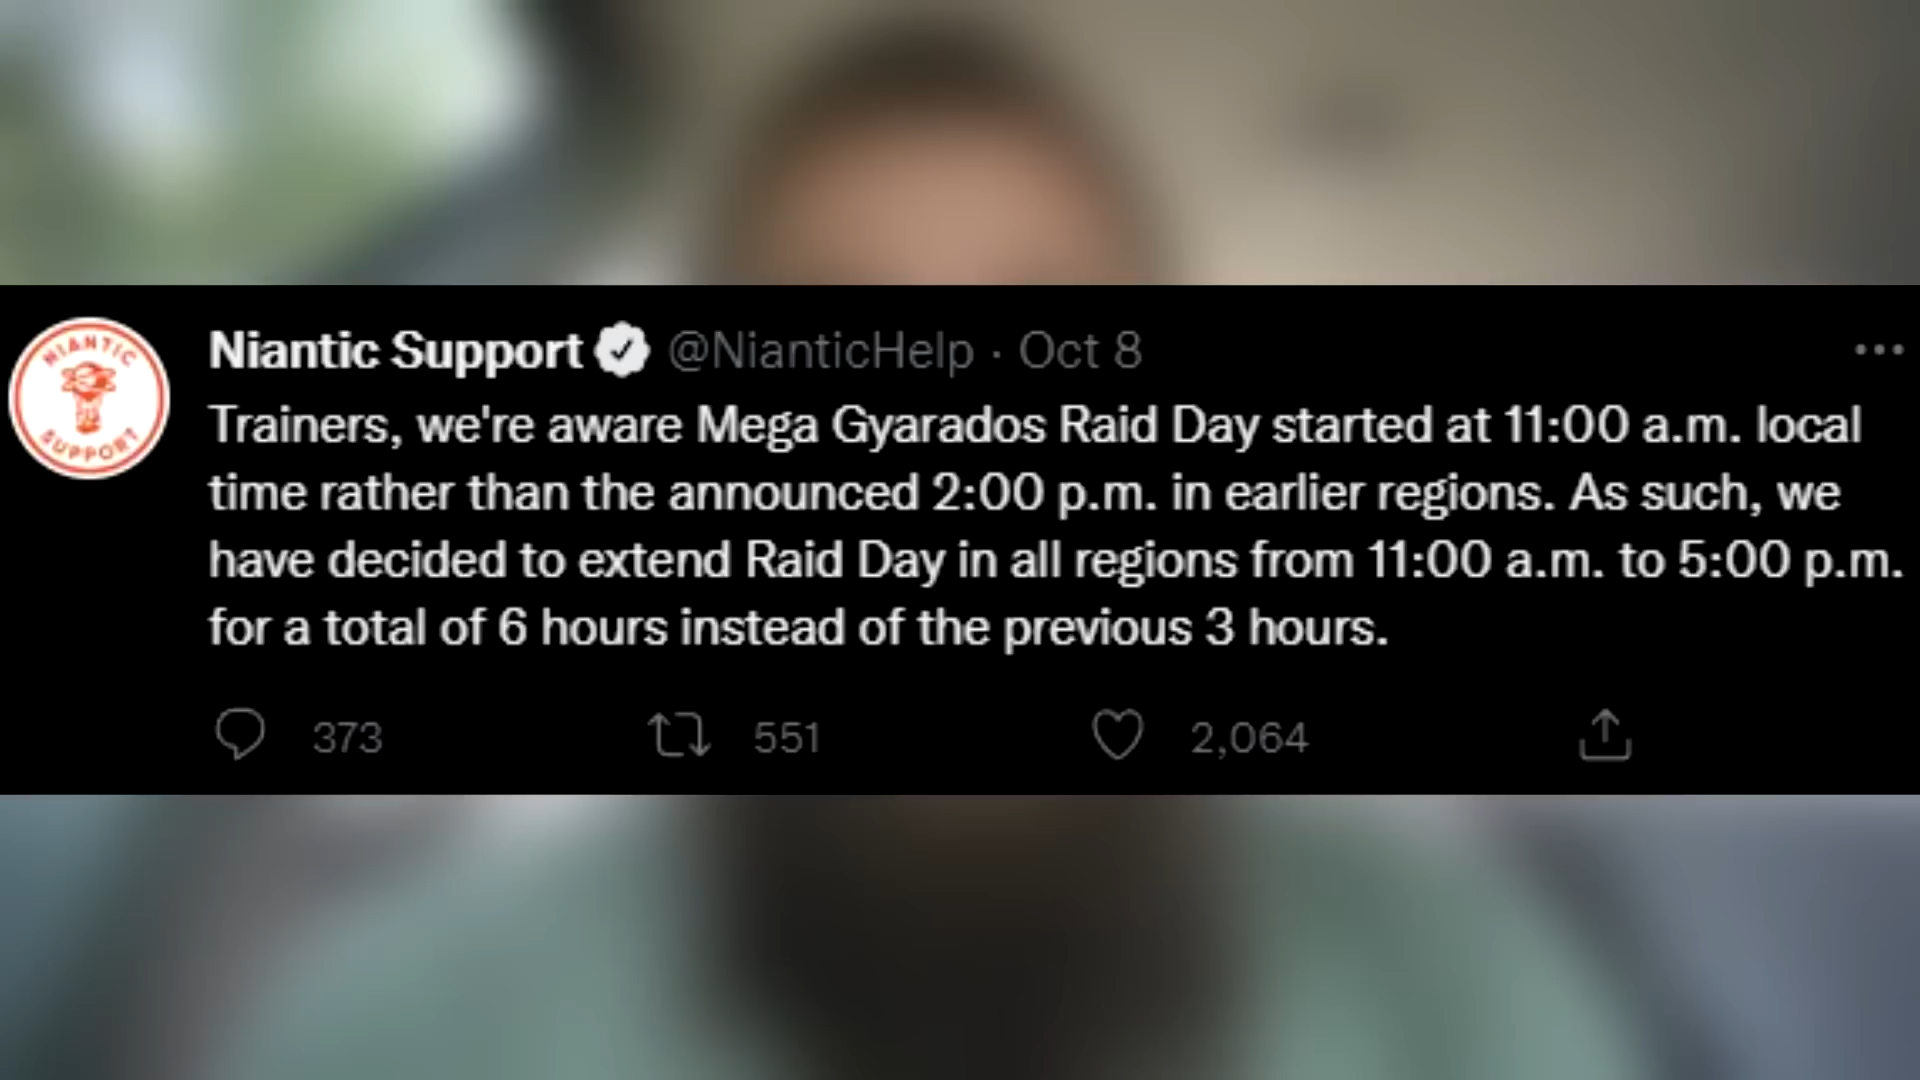 NIANTIC
SUPPORT
Niantic Support @NianticHelp · Oct 8
Trainers, we're aware Mega Gyarados Raid Day started at 11:00 a.m. local
time rather than the announced 2:00 p.m. in earlier regions. As such, we
have decided to extend Raid Day in all regions from 11:00 a.m. to 5:00 p.m.
for a total of 6 hours instead of the previous 3 hours.
373 551 2,064